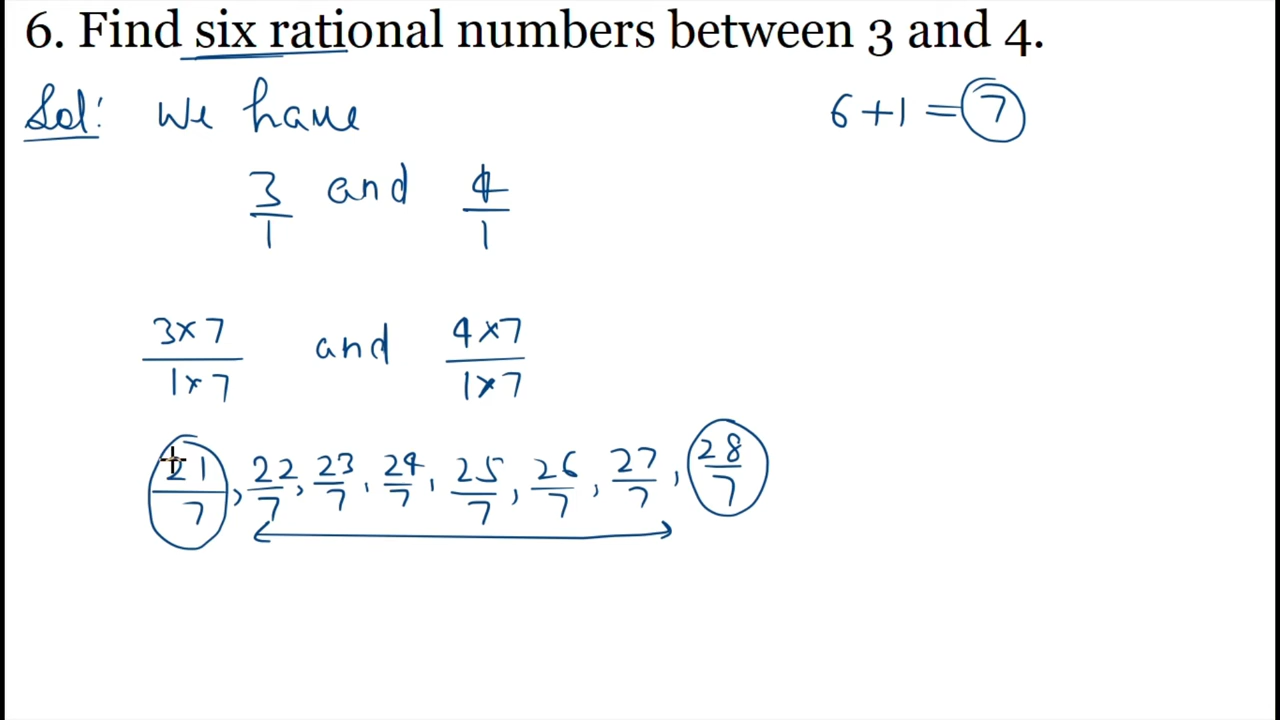 6. Find six rational numbers between 3 and 4.
Sol: We have 6+1 = 7
3/1 and 4/1
3×7/1×7 and 4×7/1×7
21/7, 22/7, 23/7, 24/7, 25/7, 26/7, 27/7, 28/7